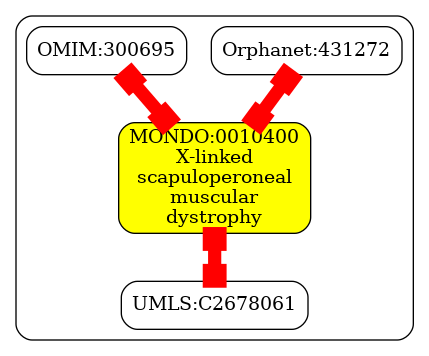 OMIM:300695
Orphanet:431272
MONDO:0010400
X-linked
scapuloperoneal
muscular
dystrophy
UMLS:C2678061